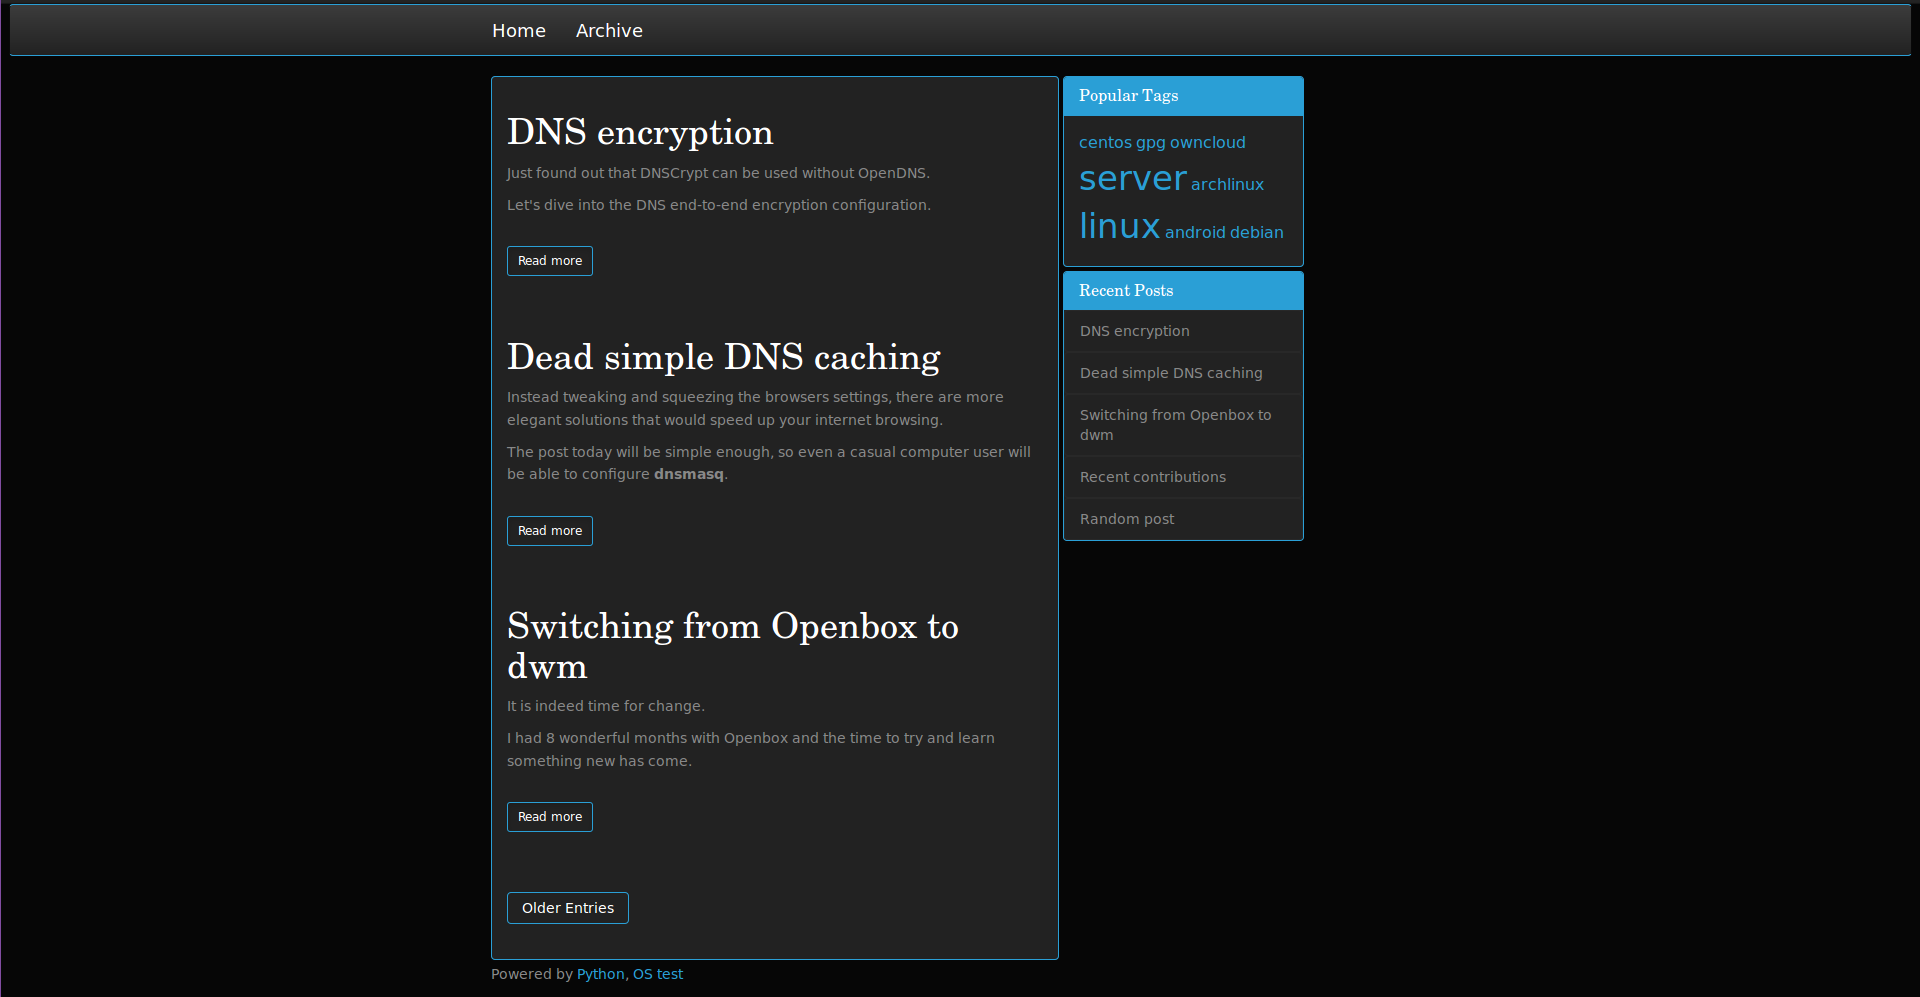 Home Archive
DNS encryption
Just found out that DNSCrypt can be used without OpenDNS.
Let's dive into the DNS end-to-end encryption configuration.
Read more
Dead simple DNS caching
Instead tweaking and squeezing the browsers settings, there are more
elegant solutions that would speed up your internet browsing.
The post today will be simple enough, so even a casual computer user will
be able to configure dnsmasq.
Read more
Switching from Openbox to
dwm
It is indeed time for change.
I had 8 wonderful months with Openbox and the time to try and learn
something new has come.
Read more
Older Entries
Popular Tags
centos gpg owncloud
server archlinux
linux android debian
Recent Posts
DNS encryption
Dead simple DNS caching
Switching from Openbox to
dwm
Recent contributions
Random post
Powered by Python, OS test